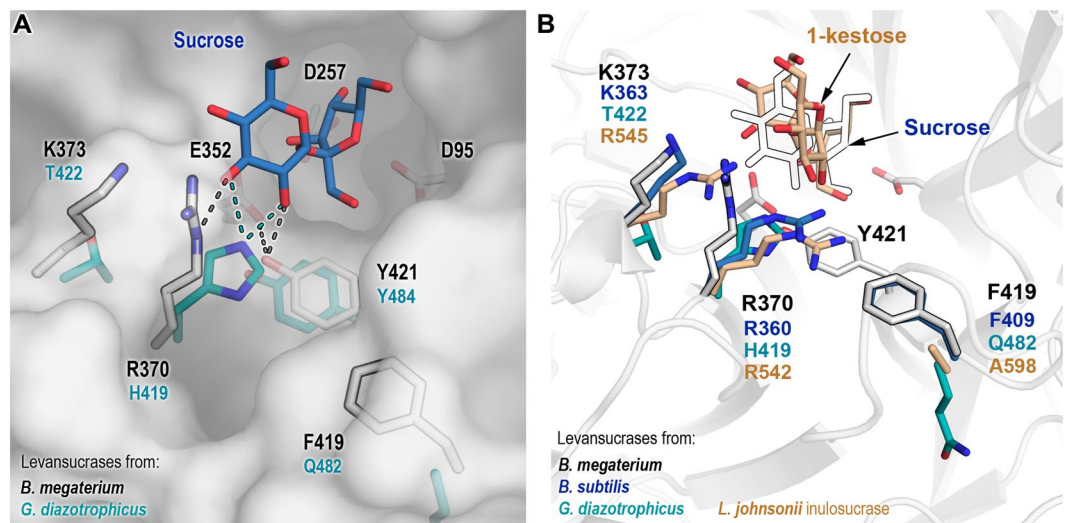 A
Sucrose
D257
K373
T422
E352
D95
Y421
Y484
R370
H419
F419
Q482
Levansucrases from:
B. megaterium
G. diazotrophicus
B
1-kestose
K373
K363
T422
R545
Sucrose
Y421
R370
R360
H419
R542
F419
F409
Q482
A598
Levansucrases from:
B. megaterium
B. subtilis
G. diazotrophicus
L. johnsonii inulosucrase